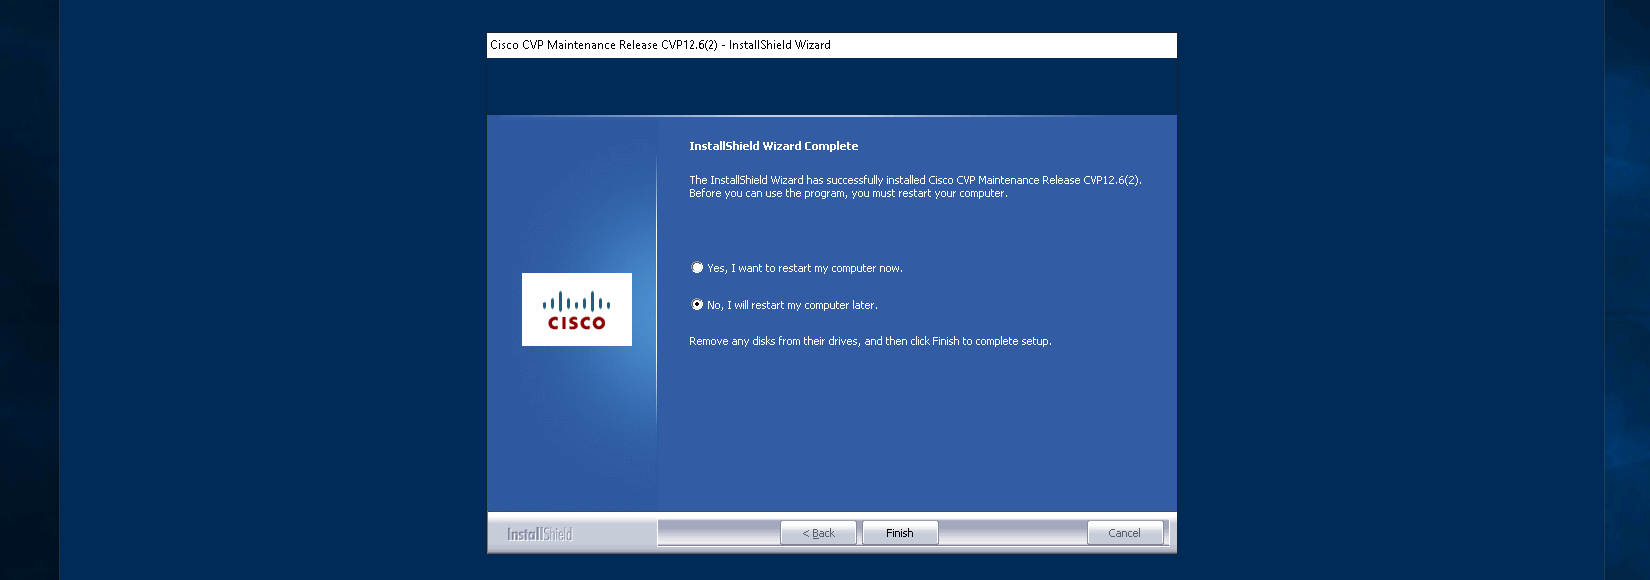 Cisco CVP Maintenance Release CVP12.6(2) - InstallShield Wizard
InstallShield Wizard Complete
The InstallShield Wizard has successfully installed Cisco CVP Maintenance Release CVP12.6(2).
Before you can use the program, you must restart your computer.
Yes, I want to restart my computer now.
No, I will restart my computer later.
CISCO
Remove any disks from their drives, and then click Finish to complete setup.
InstallShield
< Back
Finish
Cancel